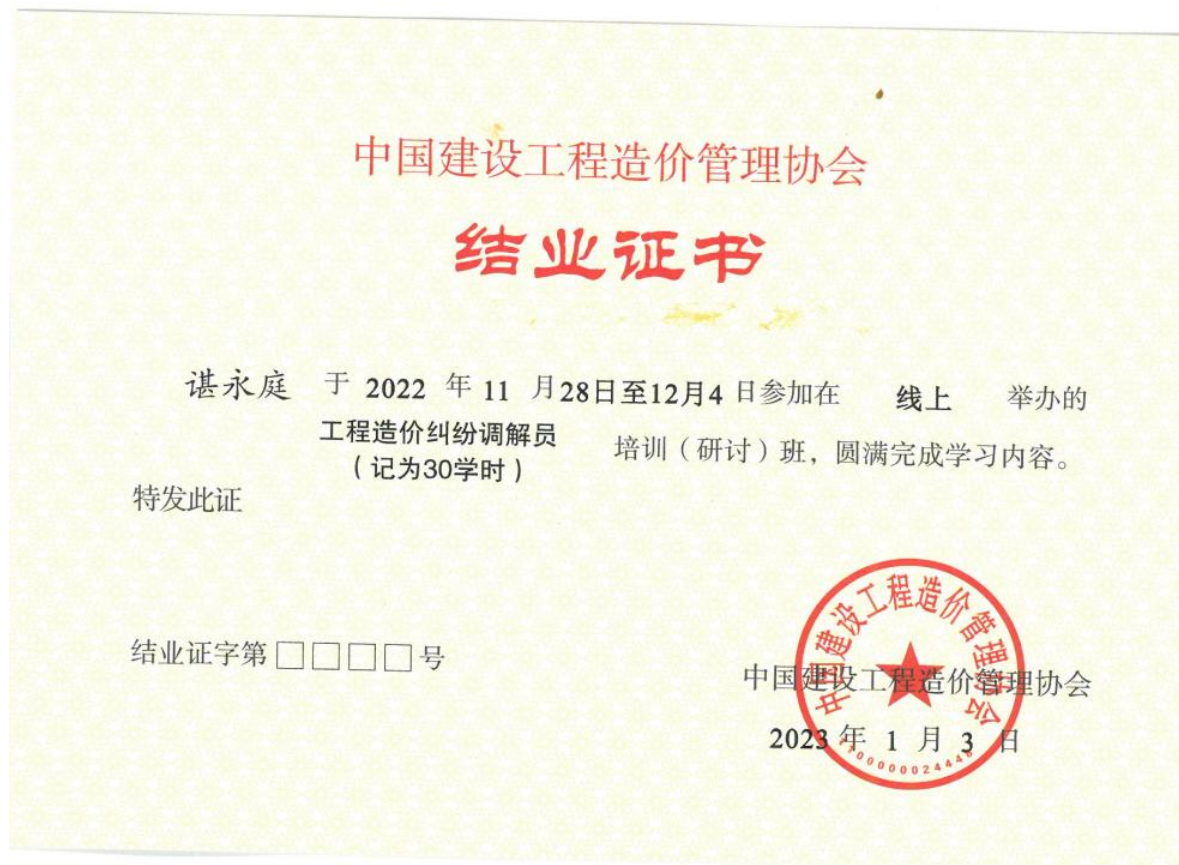 中国建设工程造价管理协会
结业证书
谌永庭 于 2022 年 11 月28日至12月4 日参加在 线上 举办的
工程造价纠纷调解员 培训（研讨）班，圆满完成学习内容。
（记为30学时）
特发此证
结业证字第□□□□号
中国建设工程造价管理协会
中国建设工程造价管理协会
2023 年 1 月 3 日